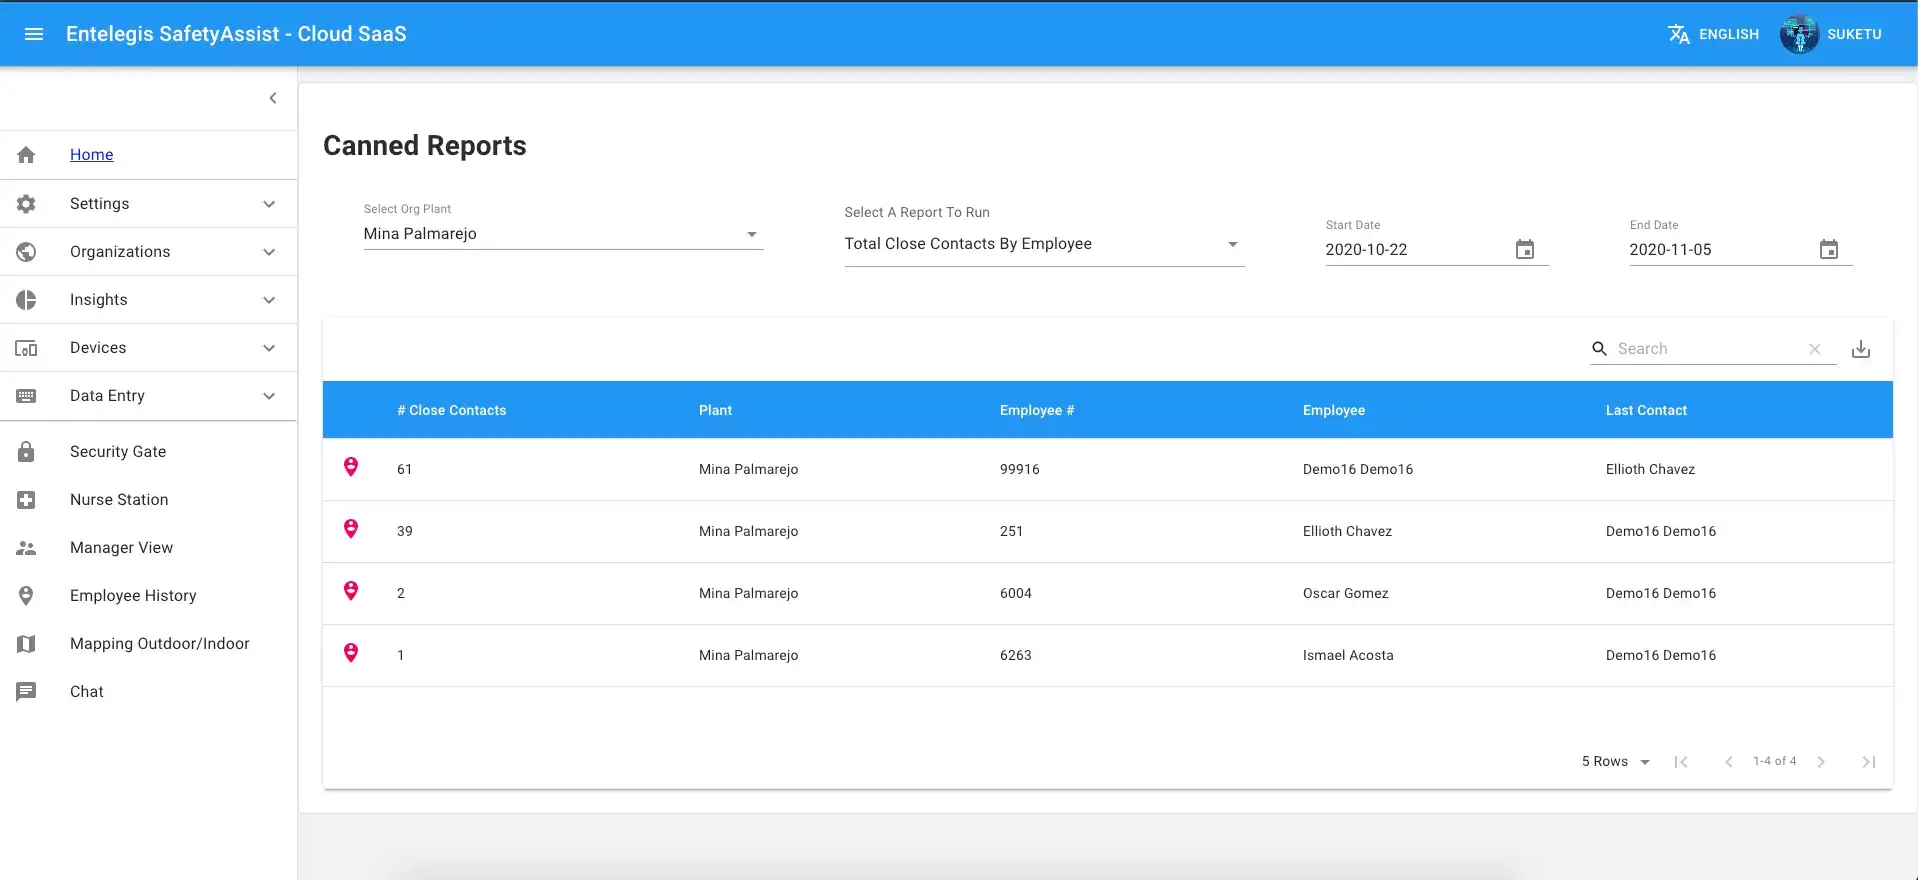 Entelegis SafetyAssist - Cloud SaaS
ENGLISH
SUKETU
Home
Settings
Organizations
Insights
Devices
Data Entry
Security Gate
Nurse Station
Manager View
Employee History
Mapping Outdoor/Indoor
Chat
Canned Reports
Select Org Plant
Mina Palmarejo
Select A Report To Run
Total Close Contacts By Employee
Start Date
2020-10-22
End Date
2020-11-05
Search
# Close Contacts Plant Employee # Employee Last Contact
61 Mina Palmarejo 99916 Demo16 Demo16 Ellioth Chavez
39 Mina Palmarejo 251 Ellioth Chavez Demo16 Demo16
2 Mina Palmarejo 6004 Oscar Gomez Demo16 Demo16
1 Mina Palmarejo 6263 Ismael Acosta Demo16 Demo16
5 Rows 1-4 of 4